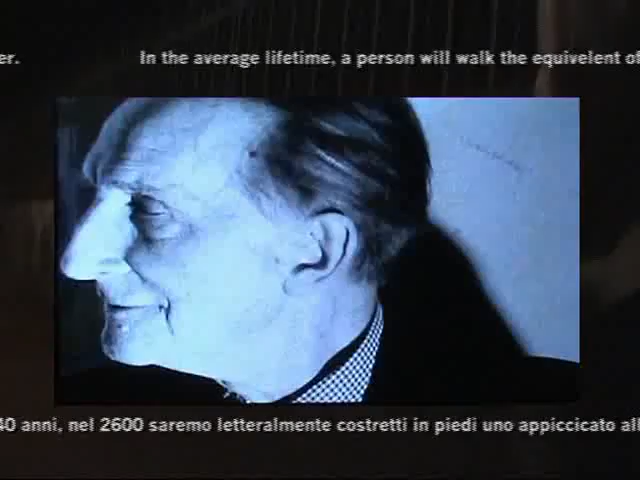 er. In the average lifetime, a person will walk the equivelent of
40 anni, nel 2600 saremo letteralmente costretti in piedi uno appiccicato all